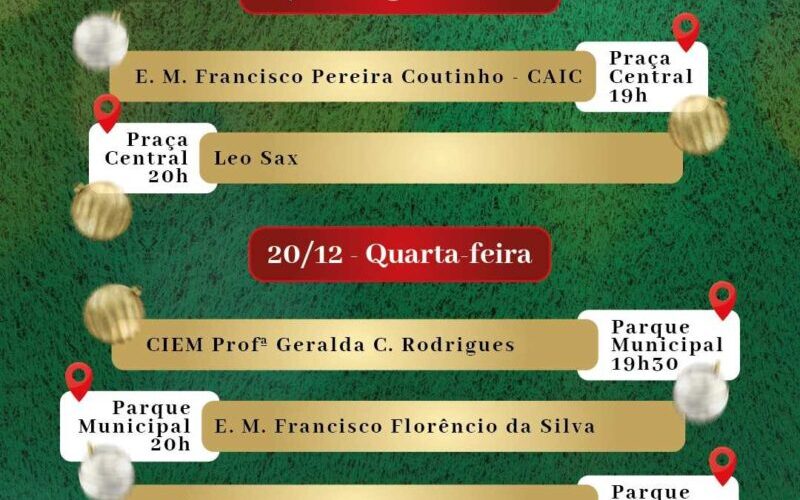 E. M. Francisco Pereira Coutinho - CAIC
Praça
Central
19h
Praça
Central
20h
Leo Sax
20/12 - Quarta-feira
CIEM Profª Geralda C. Rodrigues
Parque
Municipal
19h30
Parque
Municipal
20h
E. M. Francisco Florêncio da Silva
Parque